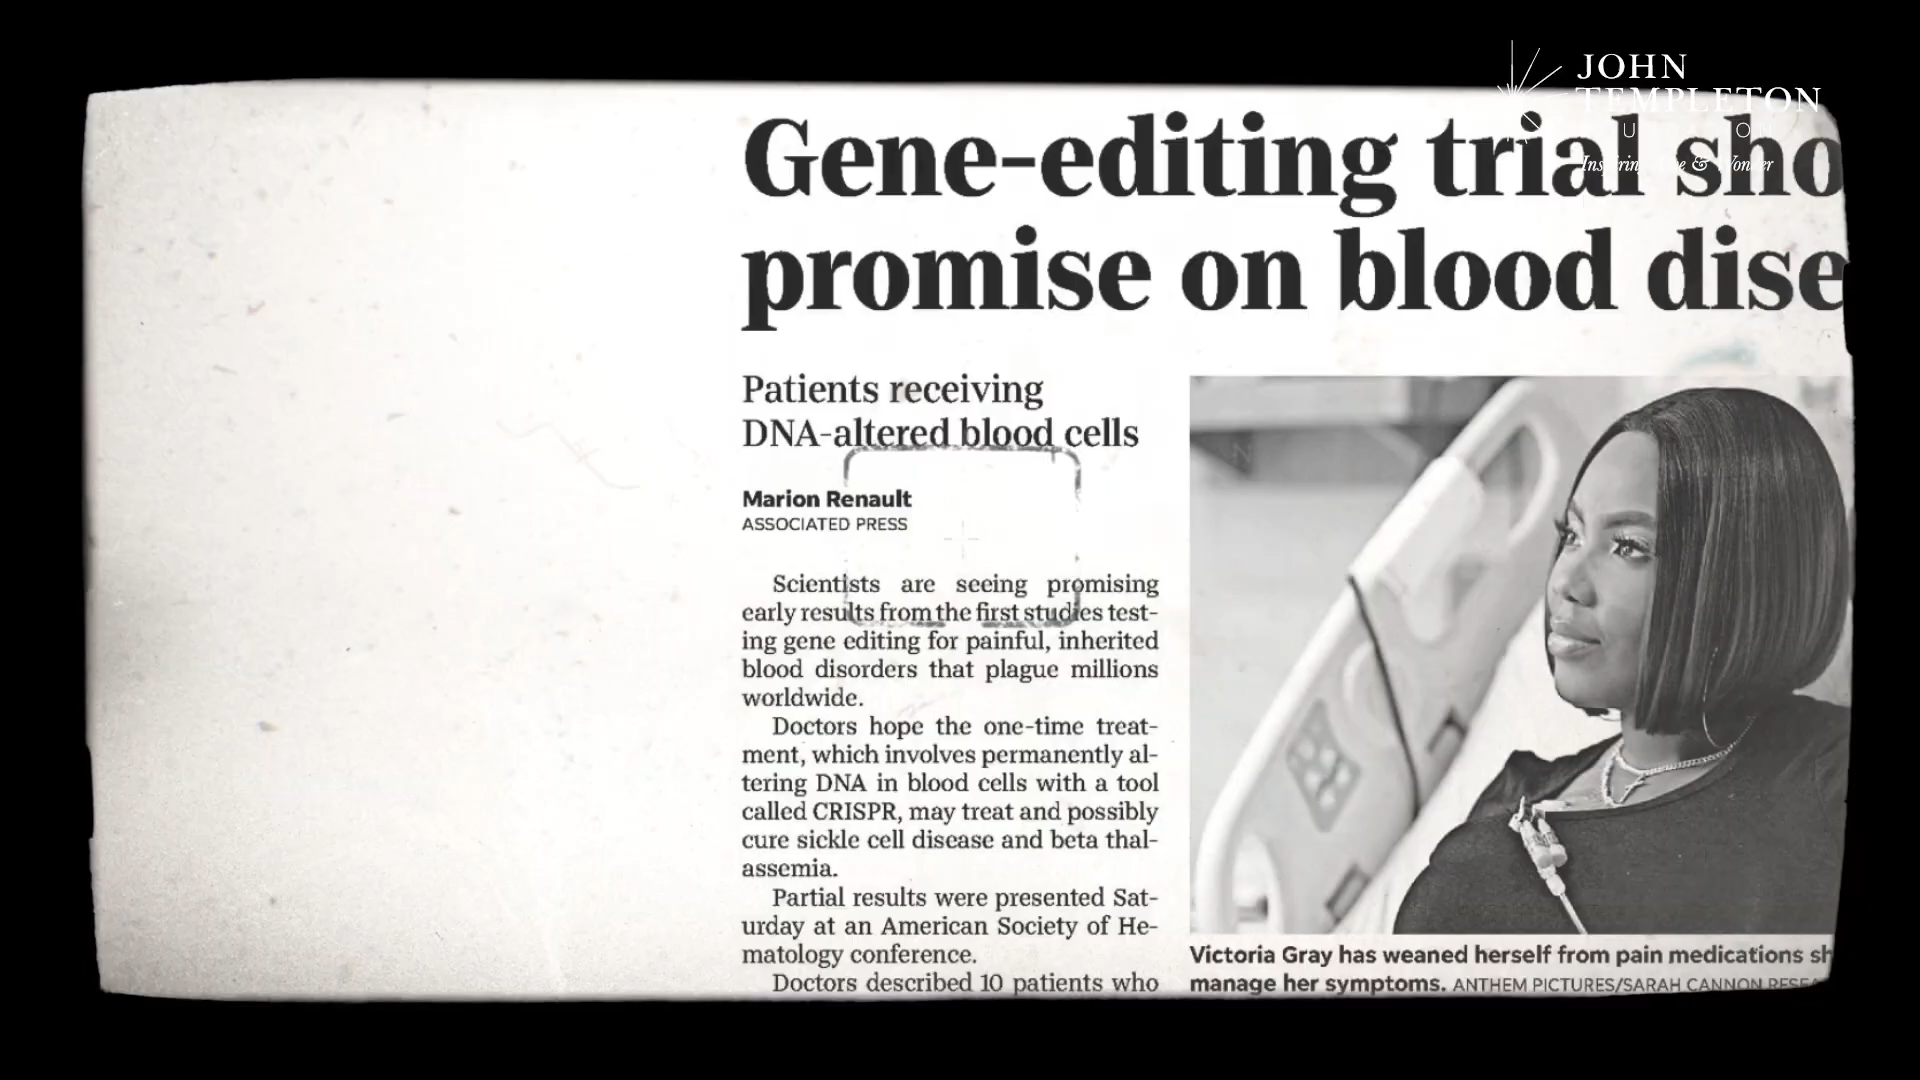 JOHN
TEMPLETON
Gene-editing trial sho
promise on blood dise
Patients receiving
DNA-altered blood cells
Marion Renault
ASSOCIATED PRESS
Scientists are seeing promising
early results from the first studies test-
ing gene editing for painful, inherited
blood disorders that plague millions
worldwide.
Doctors hope the one-time treat-
ment, which involves permanently al-
tering DNA in blood cells with a tool
called CRISPR, may treat and possibly
cure sickle cell disease and beta thal-
assemia.
Partial results were presented Sat-
urday at an American Society of He-
matology conference.
Doctors described 10 patients who
Victoria Gray has weaned herself from pain medications sh
manage her symptoms. ANTHEM PICTURES/SARAH CANNON RESEA